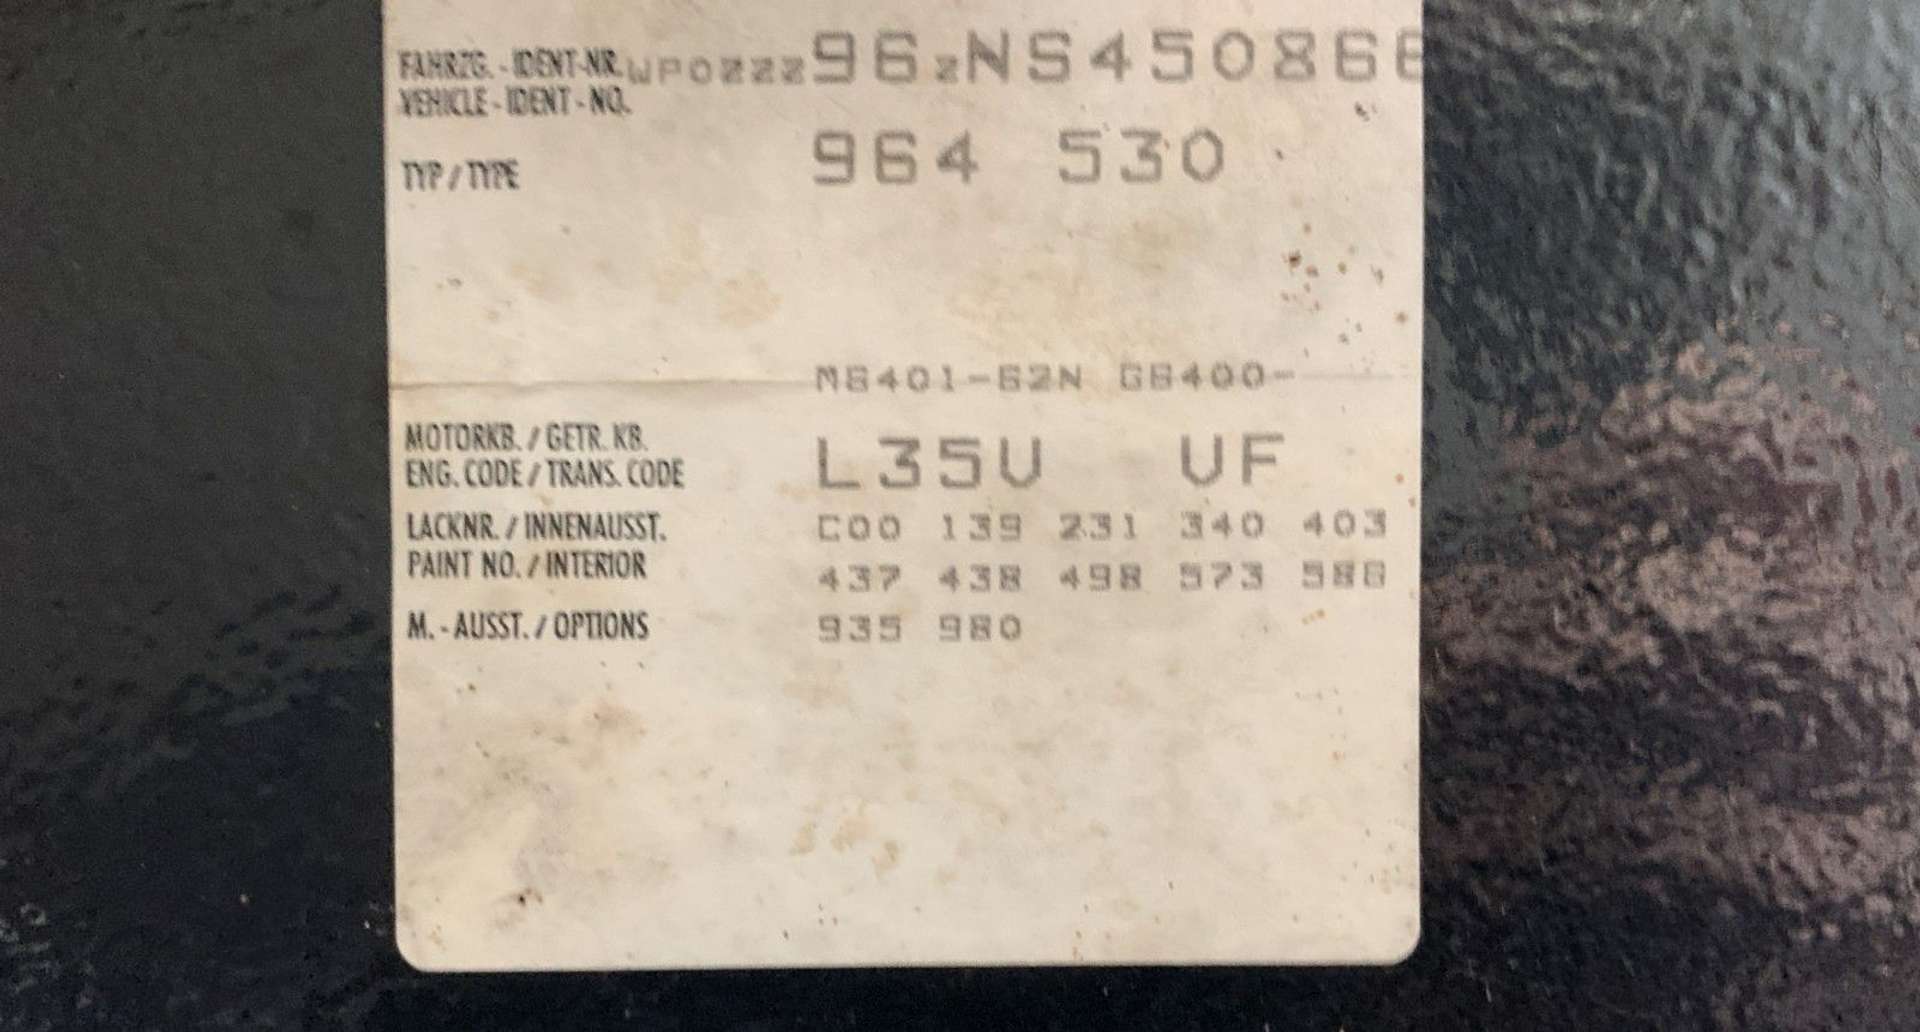 FAHRZG. - IDENT-NR. WP0ZZZ96ZNS45086
VEHICLE - IDENT - NO.
TYP / TYPE 964 530
M6401-62N G6400-
MOTORKB. / GETR. KB.
ENG. CODE / TRANS. CODE L35U UF
LACKNR. / INNENAUSST. C00 139 231 340 403
PAINT NO. / INTERIOR 437 438 498 573 588
M. - AUSST. / OPTIONS 935 980